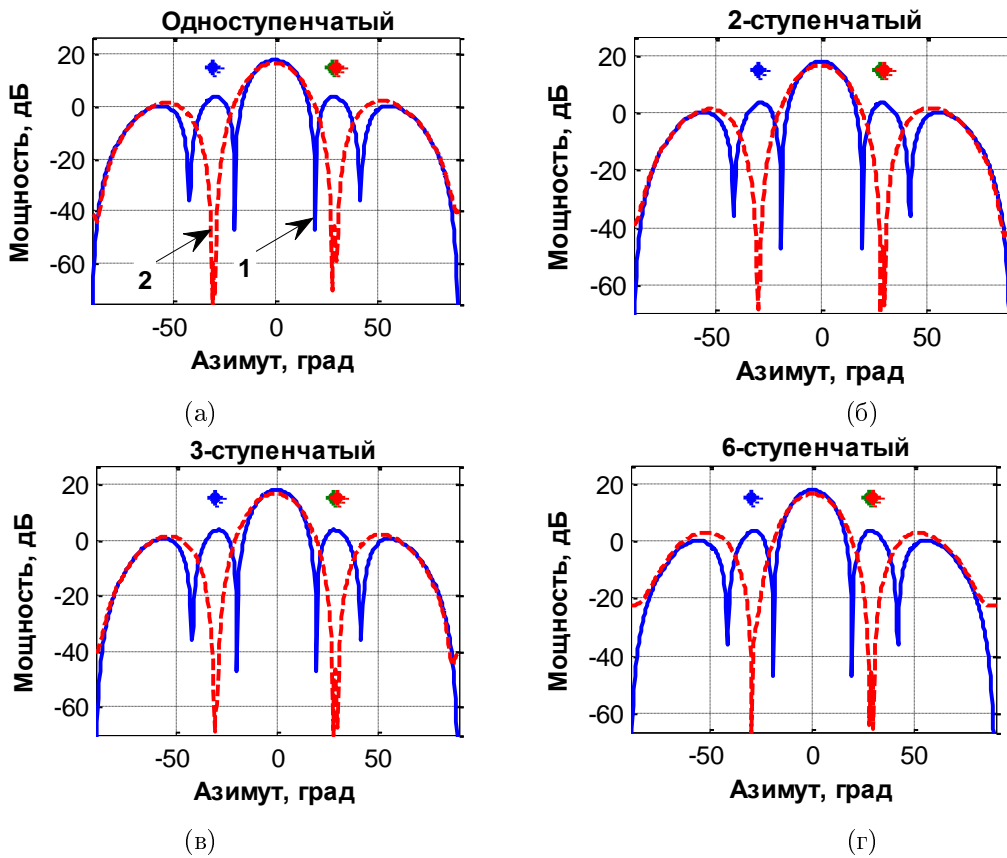 Одноступенчатый
Мощность, дБ
20
0
-20
-40
-60
2
1
-50
0
50
Азимут, град
(а)
2-ступенчатый
Мощность, дБ
20
0
-20
-40
-60
-50
0
50
Азимут, град
(б)
3-ступенчатый
Мощность, дБ
20
0
-20
-40
-60
-50
0
50
Азимут, град
(в)
6-ступенчатый
Мощность, дБ
20
0
-20
-40
-60
-50
0
50
Азимут, град
(г)